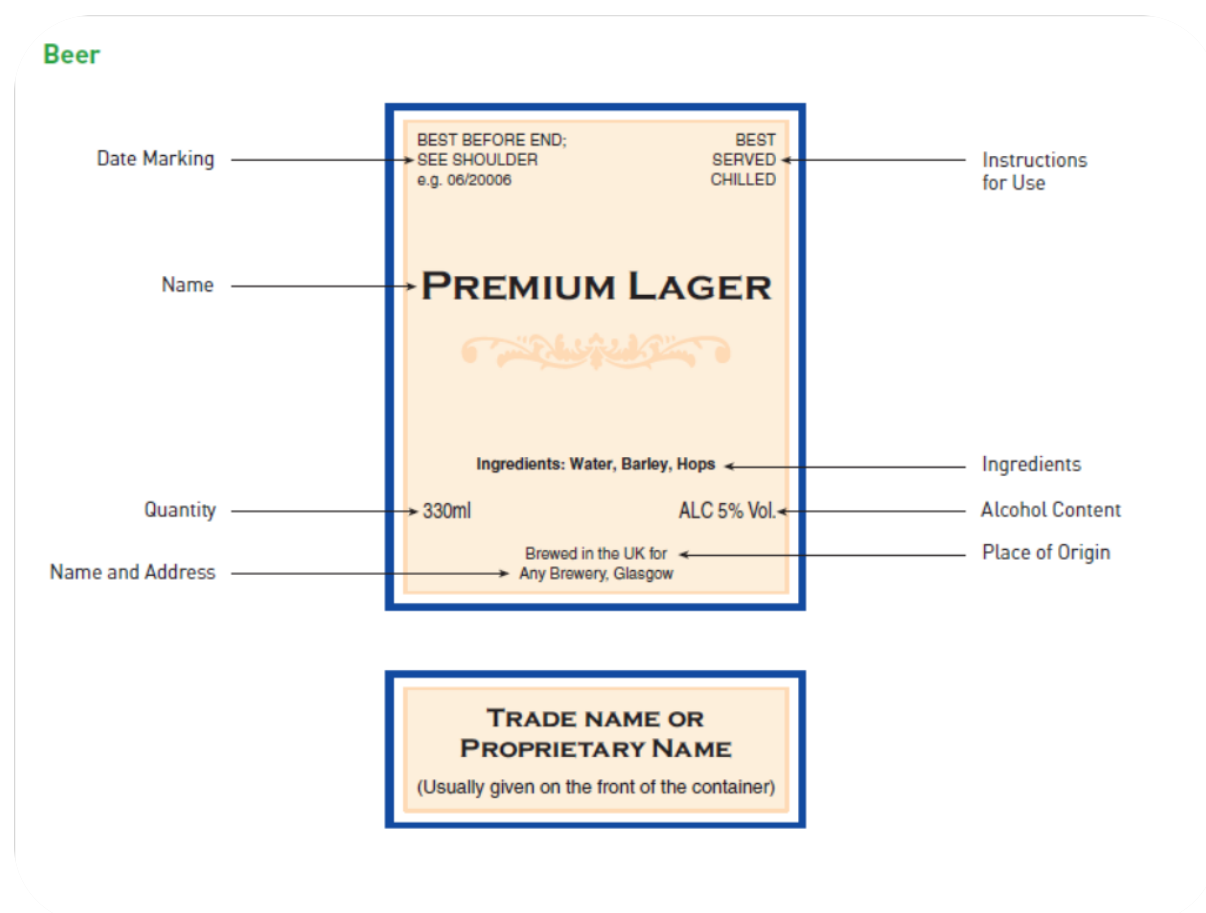 Beer
Date Marking
BEST BEFORE END;
SEE SHOULDER
e.g. 06/20006
BEST
SERVED
CHILLED
Instructions
for Use
Name
PREMIUM LAGER
Ingredients: Water, Barley, Hops
Ingredients
Quantity
330ml
ALC 5% Vol.
Alcohol Content
Brewed in the UK for
Place of Origin
Name and Address
Any Brewery, Glasgow
TRADE NAME OR
PROPRIETARY NAME
(Usually given on the front of the container)